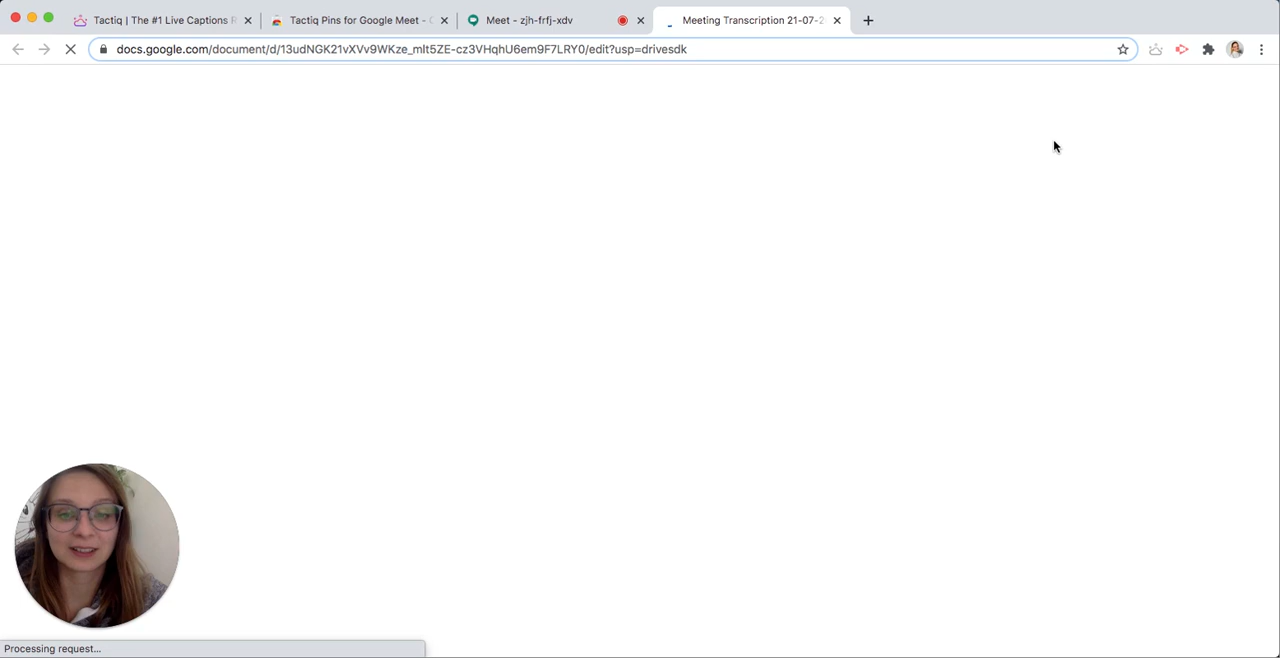 Tactiq | The #1 Live Captions R
Tactiq Pins for Google Meet - C
Meet - zjh-frfj-xdv
Meeting Transcription 21-07-2
docs.google.com/document/d/13udNGK21vXVv9WKze_mIt5ZE-cz3VHqhU6em9F7LRY0/edit?usp=drivesdk
Processing request...